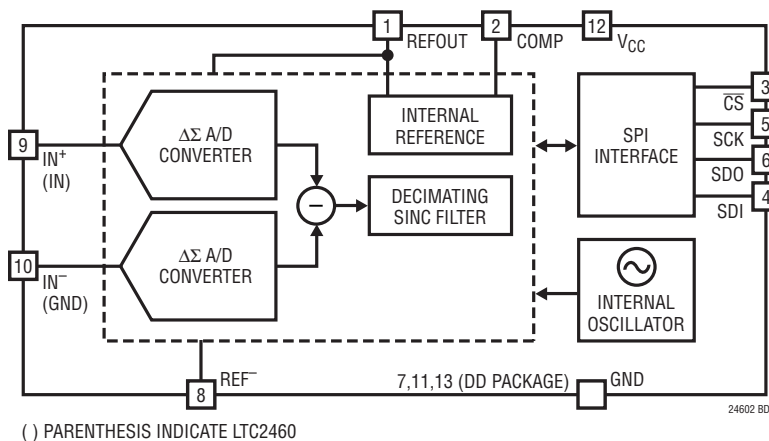 1
REFOUT
2
COMP
12
VCC
INTERNAL
REFERENCE
ΔΣ A/D
CONVERTER
9
IN+
(IN)
SPI
INTERFACE
3
CS
5
SCK
6
SDO
4
SDI
−
DECIMATING
SINC FILTER
ΔΣ A/D
CONVERTER
10
IN−
(GND)
INTERNAL
OSCILLATOR
8
REF−
7,11,13 (DD PACKAGE)
GND
24602 BD
( ) PARENTHESIS INDICATE LTC2460